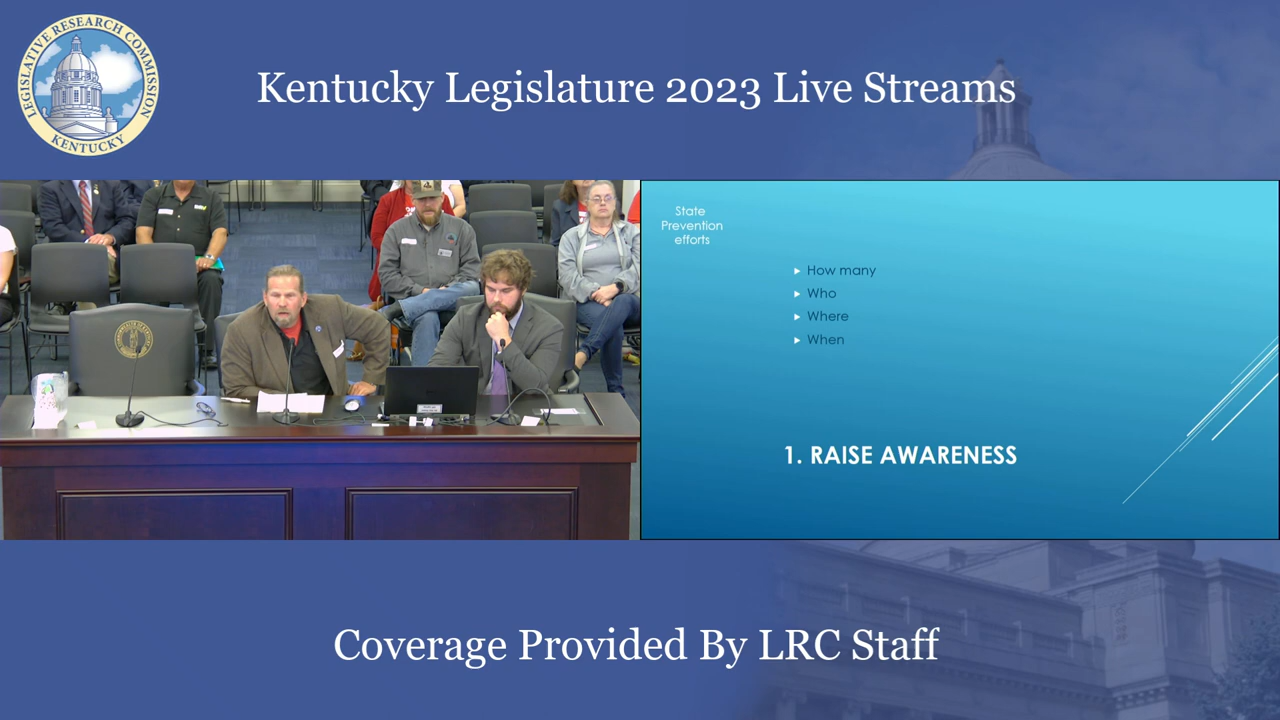 LEGISLATIVE RESEARCH COMMISSION
KENTUCKY
Kentucky Legislature 2023 Live Streams
State
Prevention
efforts
How many
Who
Where
When
1. RAISE AWARENESS
Coverage Provided By LRC Staff